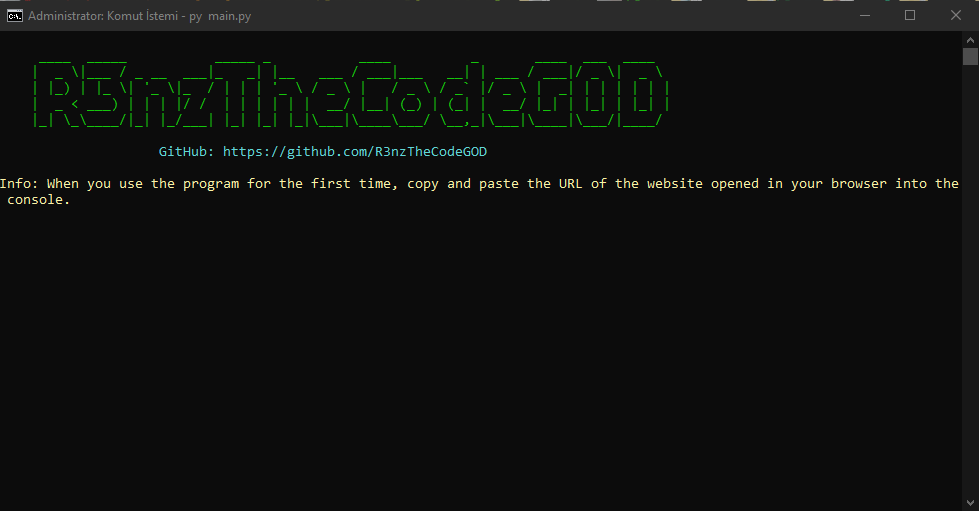 Administrator: Komut İstemi - py  main.py
R3nzTheCodeGOD
GitHub: https://github.com/R3nzTheCodeGOD
Info: When you use the program for the first time, copy and paste the URL of the website opened in your browser into the
console.